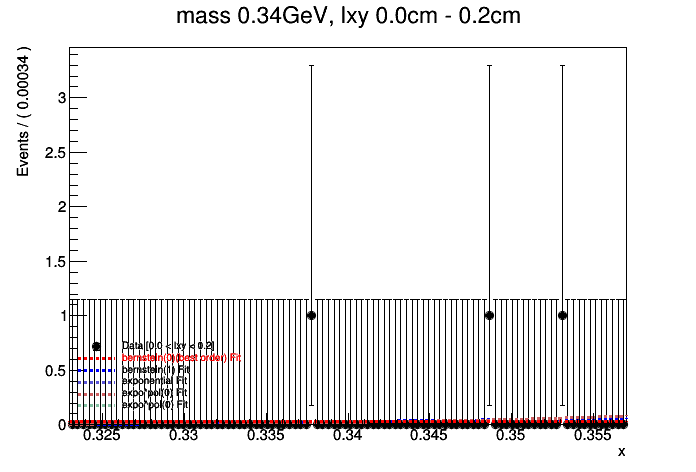 mass 0.34GeV, lxy 0.0cm - 0.2cm
Events / ( 0.00034 )
3
2.5
2
1.5
1
0.5
0
Data [0.0 < lxy < 0.2]
bernstein(0)(best order) Fit
bernstein(1) Fit
exponential Fit
expo*pol(0) Fit
expo*pol(0) Fit
0.325 0.33 0.335 0.34 0.345 0.35 0.355
x